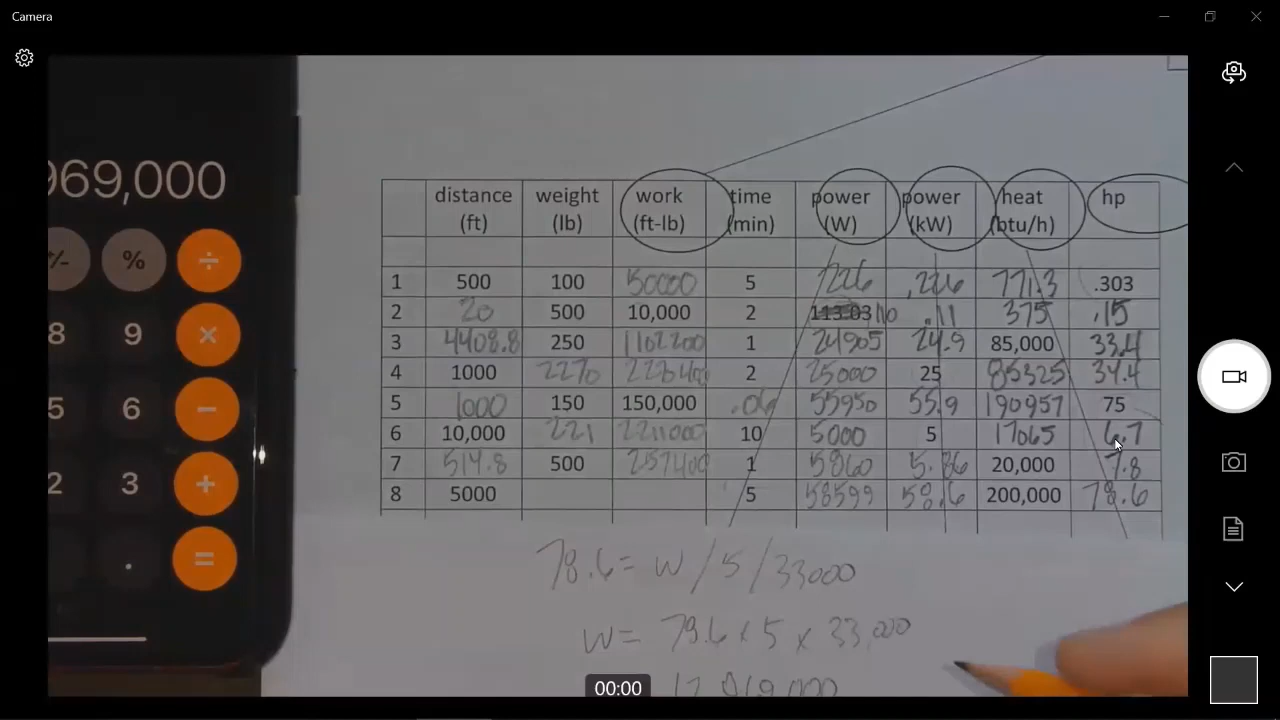 Camera
969,000
%
÷
8 9 ×
5 6 −
2 3 +
. =
distance (ft) weight (lb) work (ft-lb) time (min) power (W) power (kW) heat (btu/h) hp
1 500 100 50000 5 226 .226 771.3 .303
2 20 500 10,000 2 113.03 110 .11 375 .15
3 4408.8 250 1102200 1 24905 24.9 85,000 33.4
4 1000 2270 2270400 2 25000 25 85325 34.4
5 1000 150 150,000 .06 55950 55.9 190957 75
6 10,000 221 2211000 10 5000 5 17065 6.7
7 514.8 500 257400 1 5860 5.86 20,000 7.8
8 5000 5 58599 58.6 200,000 78.6
78.6 = W / 5 / 33000
W = 78.6 × 5 × 33,000
00:00